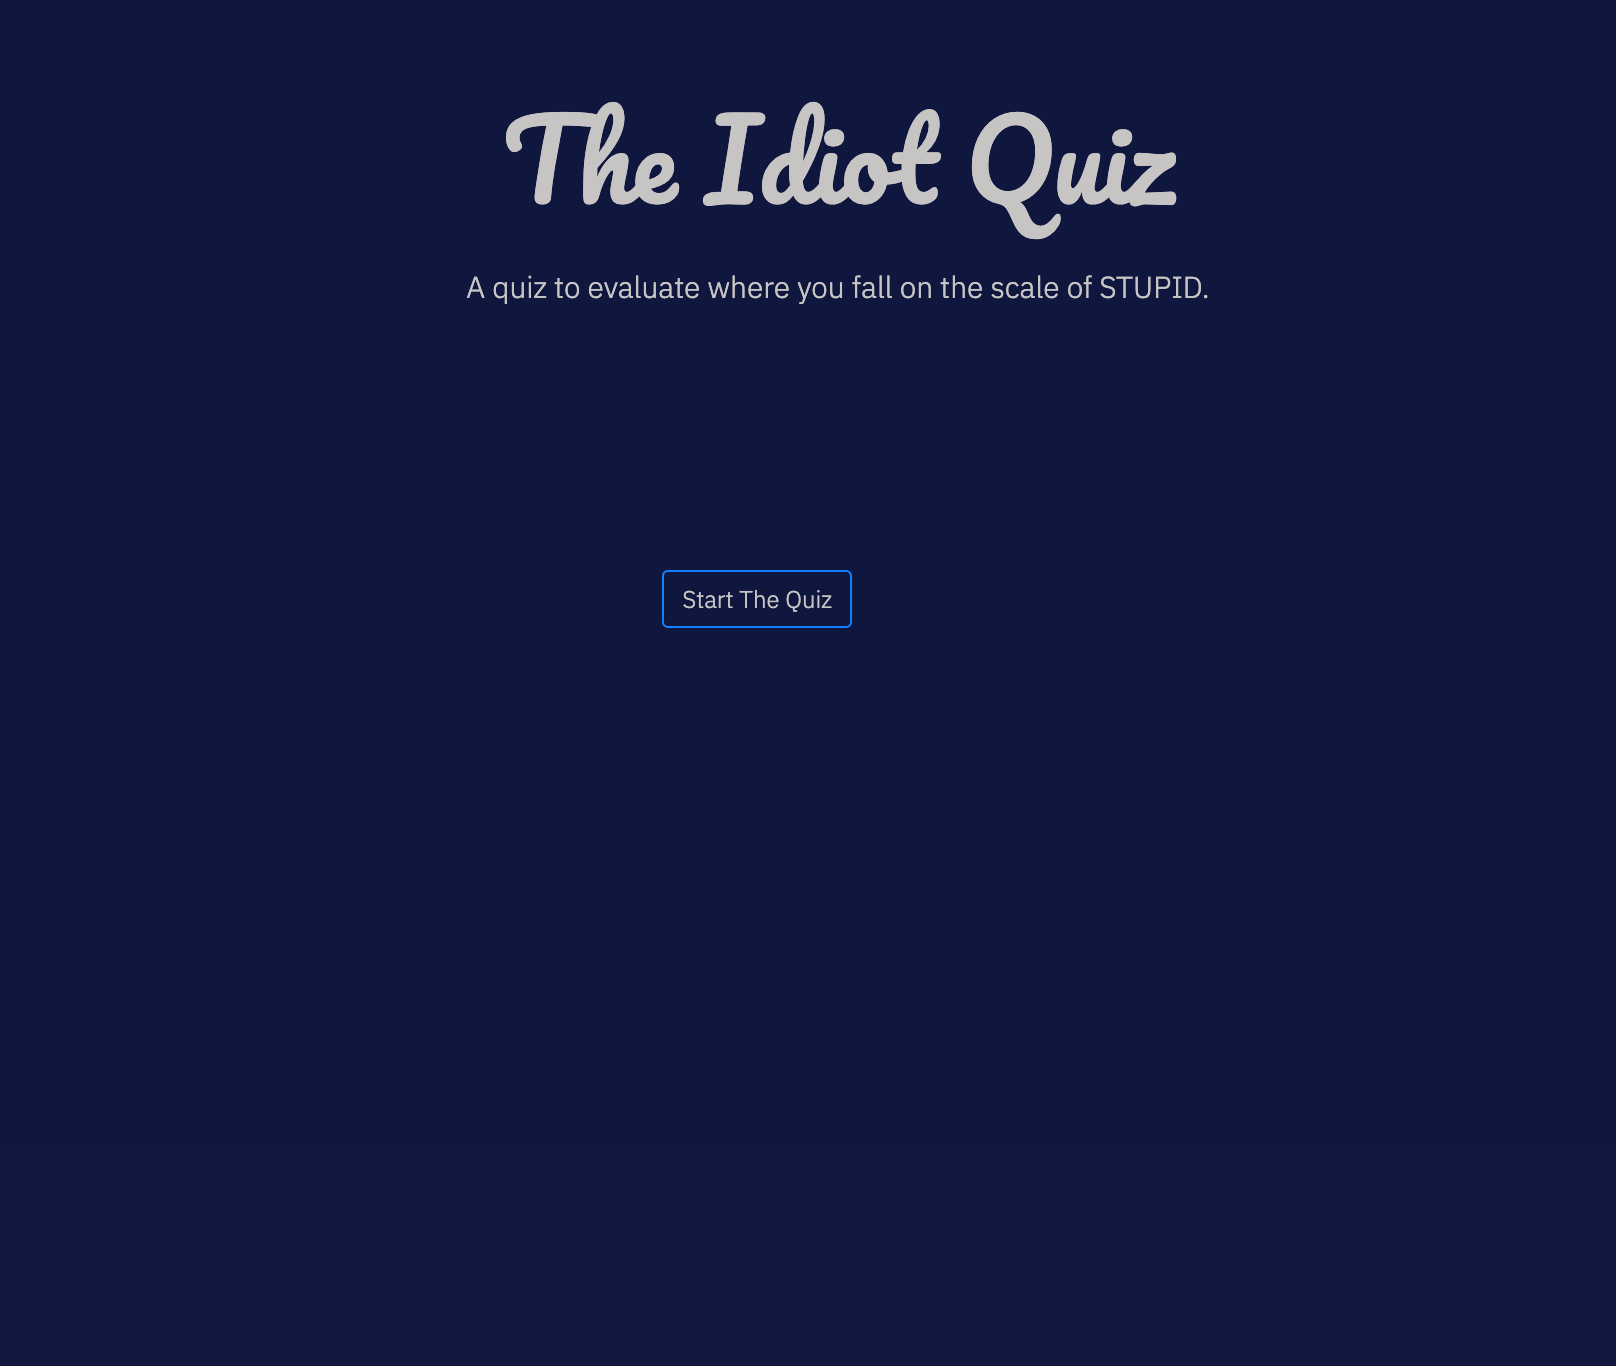 The Idiot Quiz
A quiz to evaluate where you fall on the scale of STUPID.
Start The Quiz